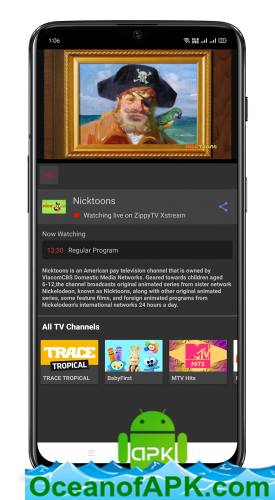 1:06
nicktoons
Nicktoons
Watching live on ZippyTV Xstream
Now Watching
13:30 Regular Program
Nicktoons is an American pay television channel that is owned by
ViacomCBS Domestic Media Networks. Geared towards children aged
6-12,the channel broadcasts original animated series from sister network
Nickelodeon, known as Nicktoons, along with other original animated
series, some feature films, and foreign animated programs from
Nickelodeon's international networks 24 hours a day.
All TV Channels
TRACE
TROPICAL
MTV
HITS
TRACE TROPICAL
BabyFirst
MTV Hits
APK
OceanofAPK.com